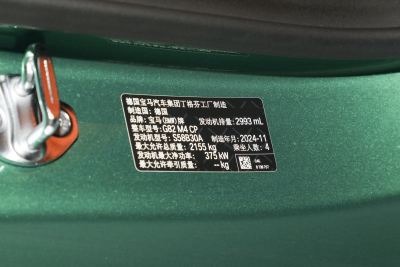 德国宝马汽车集团丁格芬工厂制造
制造国：德国
品牌：宝马(BMW)牌 发动机排量：2993 mL
整车型号：G82 M4 CP
发动机型号：S58B30A 制造年月：2024-11
最大允许总质量：2155 kg 乘坐人数：4
发动机最大净功率：375 kW
最大允许牵引质量：-- kg